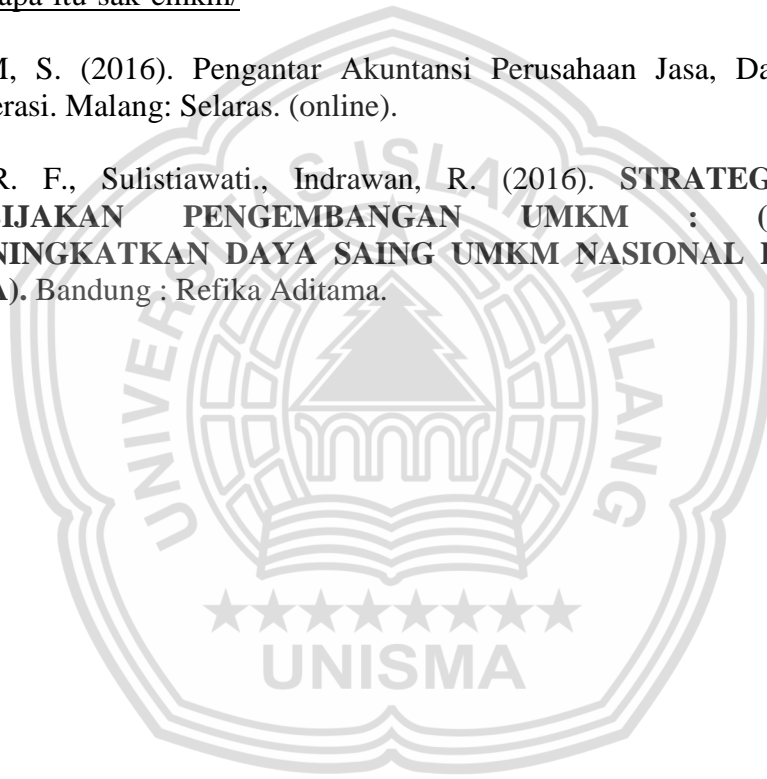 apa itu sak emkm/
M, S. (2016). Pengantar Akuntansi Perusahaan Jasa, Da
erasi. Malang: Selaras. (online).
R. F., Sulistiawati., Indrawan, R. (2016). STRATEG
IJAKAN PENGEMBANGAN UMKM : (
NINGKATKAN DAYA SAING UMKM NASIONAL
A). Bandung : Refika Aditama.
UNIVERSITAS ISLAM MALANG
UNISMA